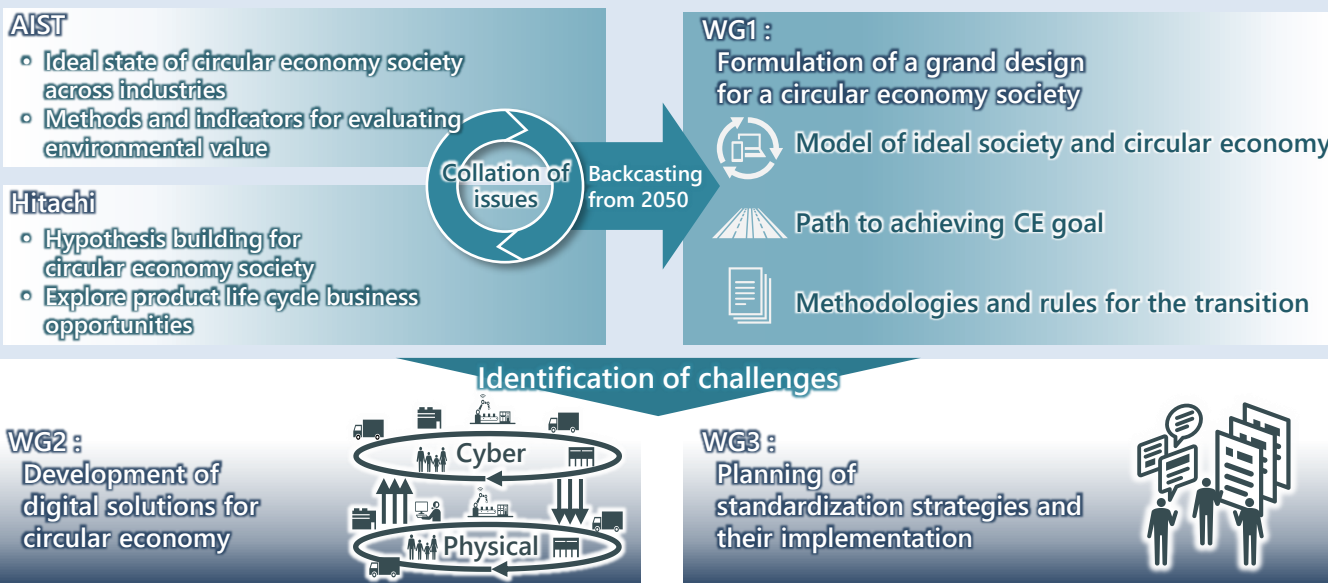 AIST
• Ideal state of circular economy society
across industries
• Methods and indicators for evaluating
environmental value
Hitachi
• Hypothesis building for
circular economy society
• Explore product life cycle business
opportunities
Collation of
issues
Backcasting
from 2050
WG1 :
Formulation of a grand design
for a circular economy society
Model of ideal society and circular economy
Path to achieving CE goal
Methodologies and rules for the transition
Identification of challenges
WG2 :
Development of
digital solutions for
circular economy
Cyber
Physical
WG3 :
Planning of
standardization strategies and
their implementation